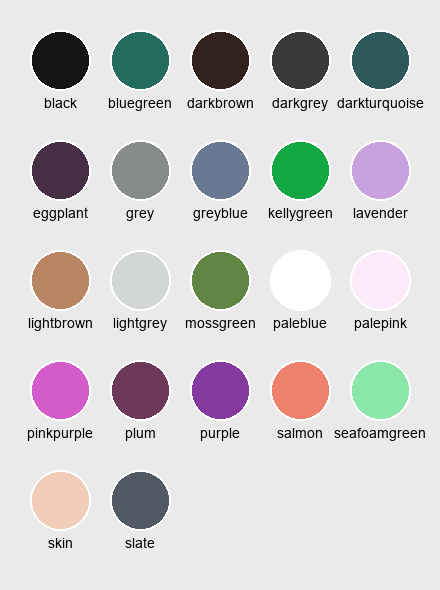 black bluegreen darkbrown darkgrey darkturquoise
eggplant grey greyblue kellygreen lavender
lightbrown lightgrey mossgreen paleblue palepink
pinkpurple plum purple salmon seafoamgreen
skin slate